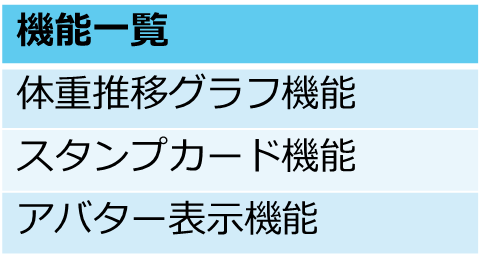 機能一覧
体重推移グラフ機能
スタンプカード機能
アバター表示機能